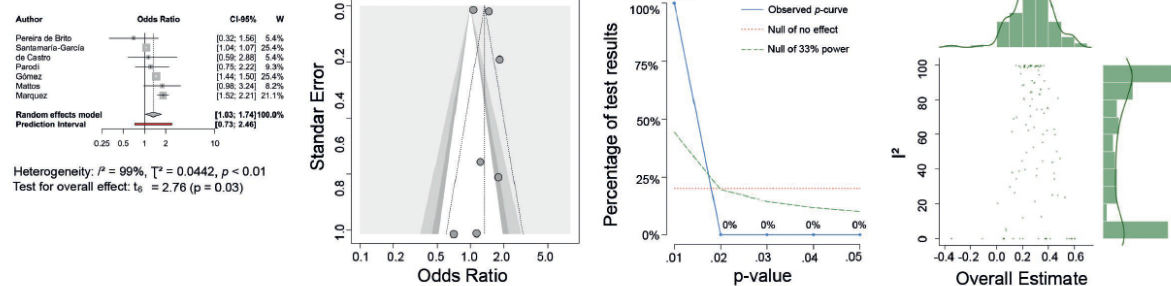 Author Odds Ratio CI-95% W
Pereira de Brito [0.32; 1.56] 5.4%
Santamaría-García [1.04; 1.07] 25.4%
de Castro [0.59; 2.88] 5.4%
Parodi [0.75; 2.22] 9.3%
Gómez [1.44; 1.50] 25.4%
Mattos [0.98; 3.24] 8.2%
Marquez [1.52; 2.21] 21.1%
Random effects model [1.03; 1.74]100.0%
Prediction Interval [0.73; 2.46]
0.25 0.5 1 2 10
Heterogeneity: I² = 99%, T² = 0.0442, p < 0.01
Test for overall effect: t₆ = 2.76 (p = 0.03)
Standar Error
0.0
0.2
0.4
0.6
0.8
1.0
0.1 0.2 0.5 1.0 2.0 5.0
Odds Ratio
Percentage of test results
100%
75%
50%
25%
0%
Observed p-curve
Null of no effect
Null of 33% power
0% 0% 0% 0%
.01 .02 .03 .04 .05
p-value
I²
100
80
60
40
20
0
-0.4 -0.2 0.0 0.2 0.4 0.6
Overall Estimate